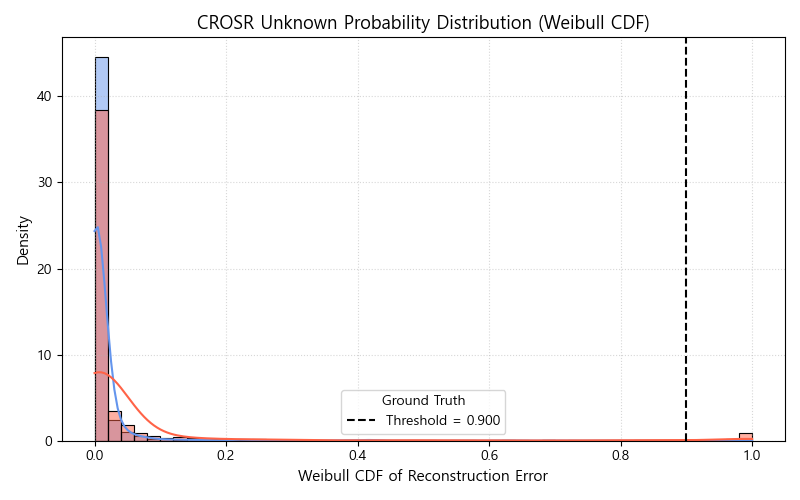 CROSR Unknown Probability Distribution (Weibull CDF)
Density
40
30
20
10
0
Ground Truth
Threshold = 0.900
0.0 0.2 0.4 0.6 0.8 1.0
Weibull CDF of Reconstruction Error